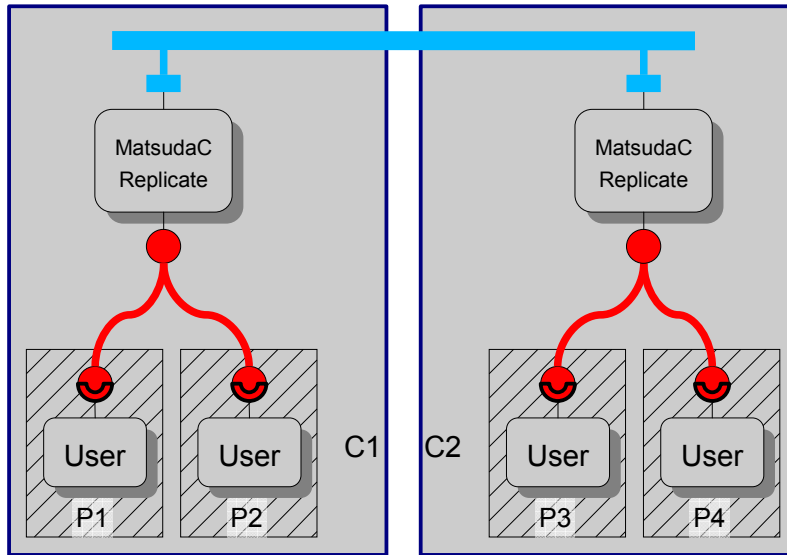 MatsudaC
Replicate
MatsudaC
Replicate
User
User
C1
C2
User
User
P1
P2
P3
P4